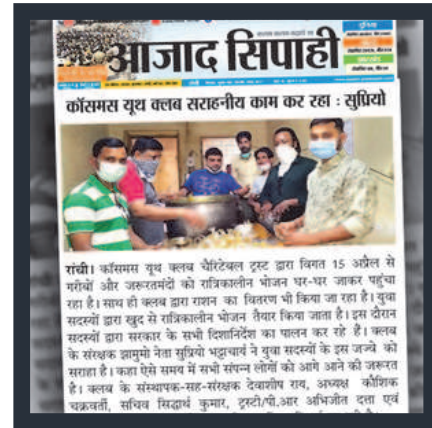 आजाद सिपाही
कॉसमस यूथ क्लब सराहनीय काम कर रहा : सुप्रियो
रांची। कॉसमस यूथ क्लब चैरिटेबल ट्रस्ट द्वारा विगत 15 अप्रैल से
गरीबों और जरूरतमंदों को रात्रिकालीन भोजन घर-घर जाकर पहुंचा
रहा है। साथ ही क्लब द्वारा राशन का वितरण भी किया जा रहा है। युवा
सदस्यों द्वारा खुद से रात्रिकालीन भोजन तैयार किया जाता है। इस दौरान
सदस्यों द्वारा सरकार के सभी दिशानिर्देश का पालन कर रहे हैं। क्लब
के संरक्षक झामुमो नेता सुप्रियो भट्टाचार्य ने युवा सदस्यों के इस जज्बे को
सराहा है। कहा ऐसे समय में सभी संपन्न लोगों को आगे आने की जरूरत
है। क्लब के संस्थापक-सह-संरक्षक देवाशीष राय, अध्यक्ष कौशिक
चक्रवर्ती, सचिव सिद्धार्थ कुमार, ट्रस्टी/पी.आर अभिजीत दत्ता एवं